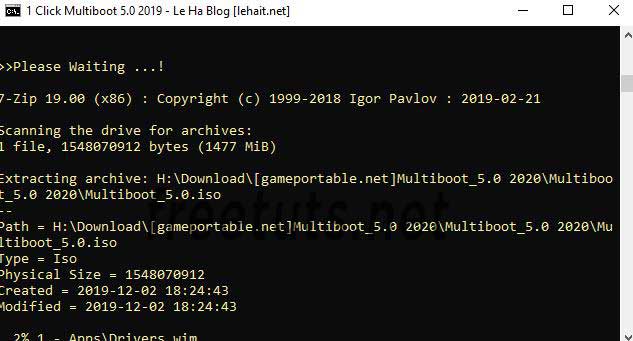 1 Click Multiboot 5.0 2019 - Le Ha Blog [lehait.net]
>>Please Waiting ...!
7-Zip 19.00 (x86) : Copyright (c) 1999-2018 Igor Pavlov : 2019-02-21
Scanning the drive for archives:
1 file, 1548070912 bytes (1477 MiB)
Extracting archive: H:\Download\[gameportable.net]Multiboot_5.0 2020\Multiboo
t_5.0 2020\Multiboot_5.0.iso
--
Path = H:\Download\[gameportable.net]Multiboot_5.0 2020\Multiboot_5.0 2020\Mu
ltiboot_5.0.iso
freetuts.net
Type = Iso
Physical Size = 1548070912
Created = 2019-12-02 18:24:43
Modified = 2019-12-02 18:24:43
2% 1 - Apps\Drivers.wim